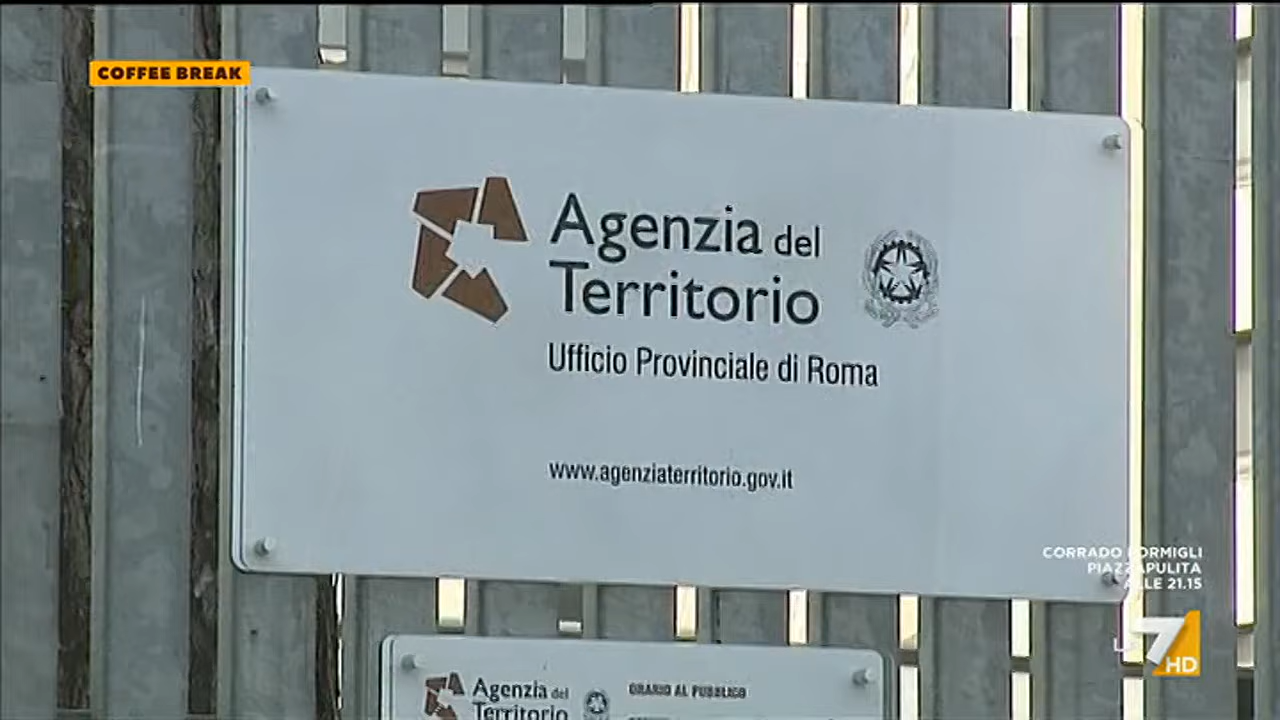 COFFEE BREAK
Agenzia del
Territorio
Ufficio Provinciale di Roma
www.agenziaterritorio.gov.it
CORRADO FORMIGLI
PIAZZAPULITA
ALLE 21.15
LA7
HD
Agenzia del
Territorio
ORARIO AL PUBBLICO